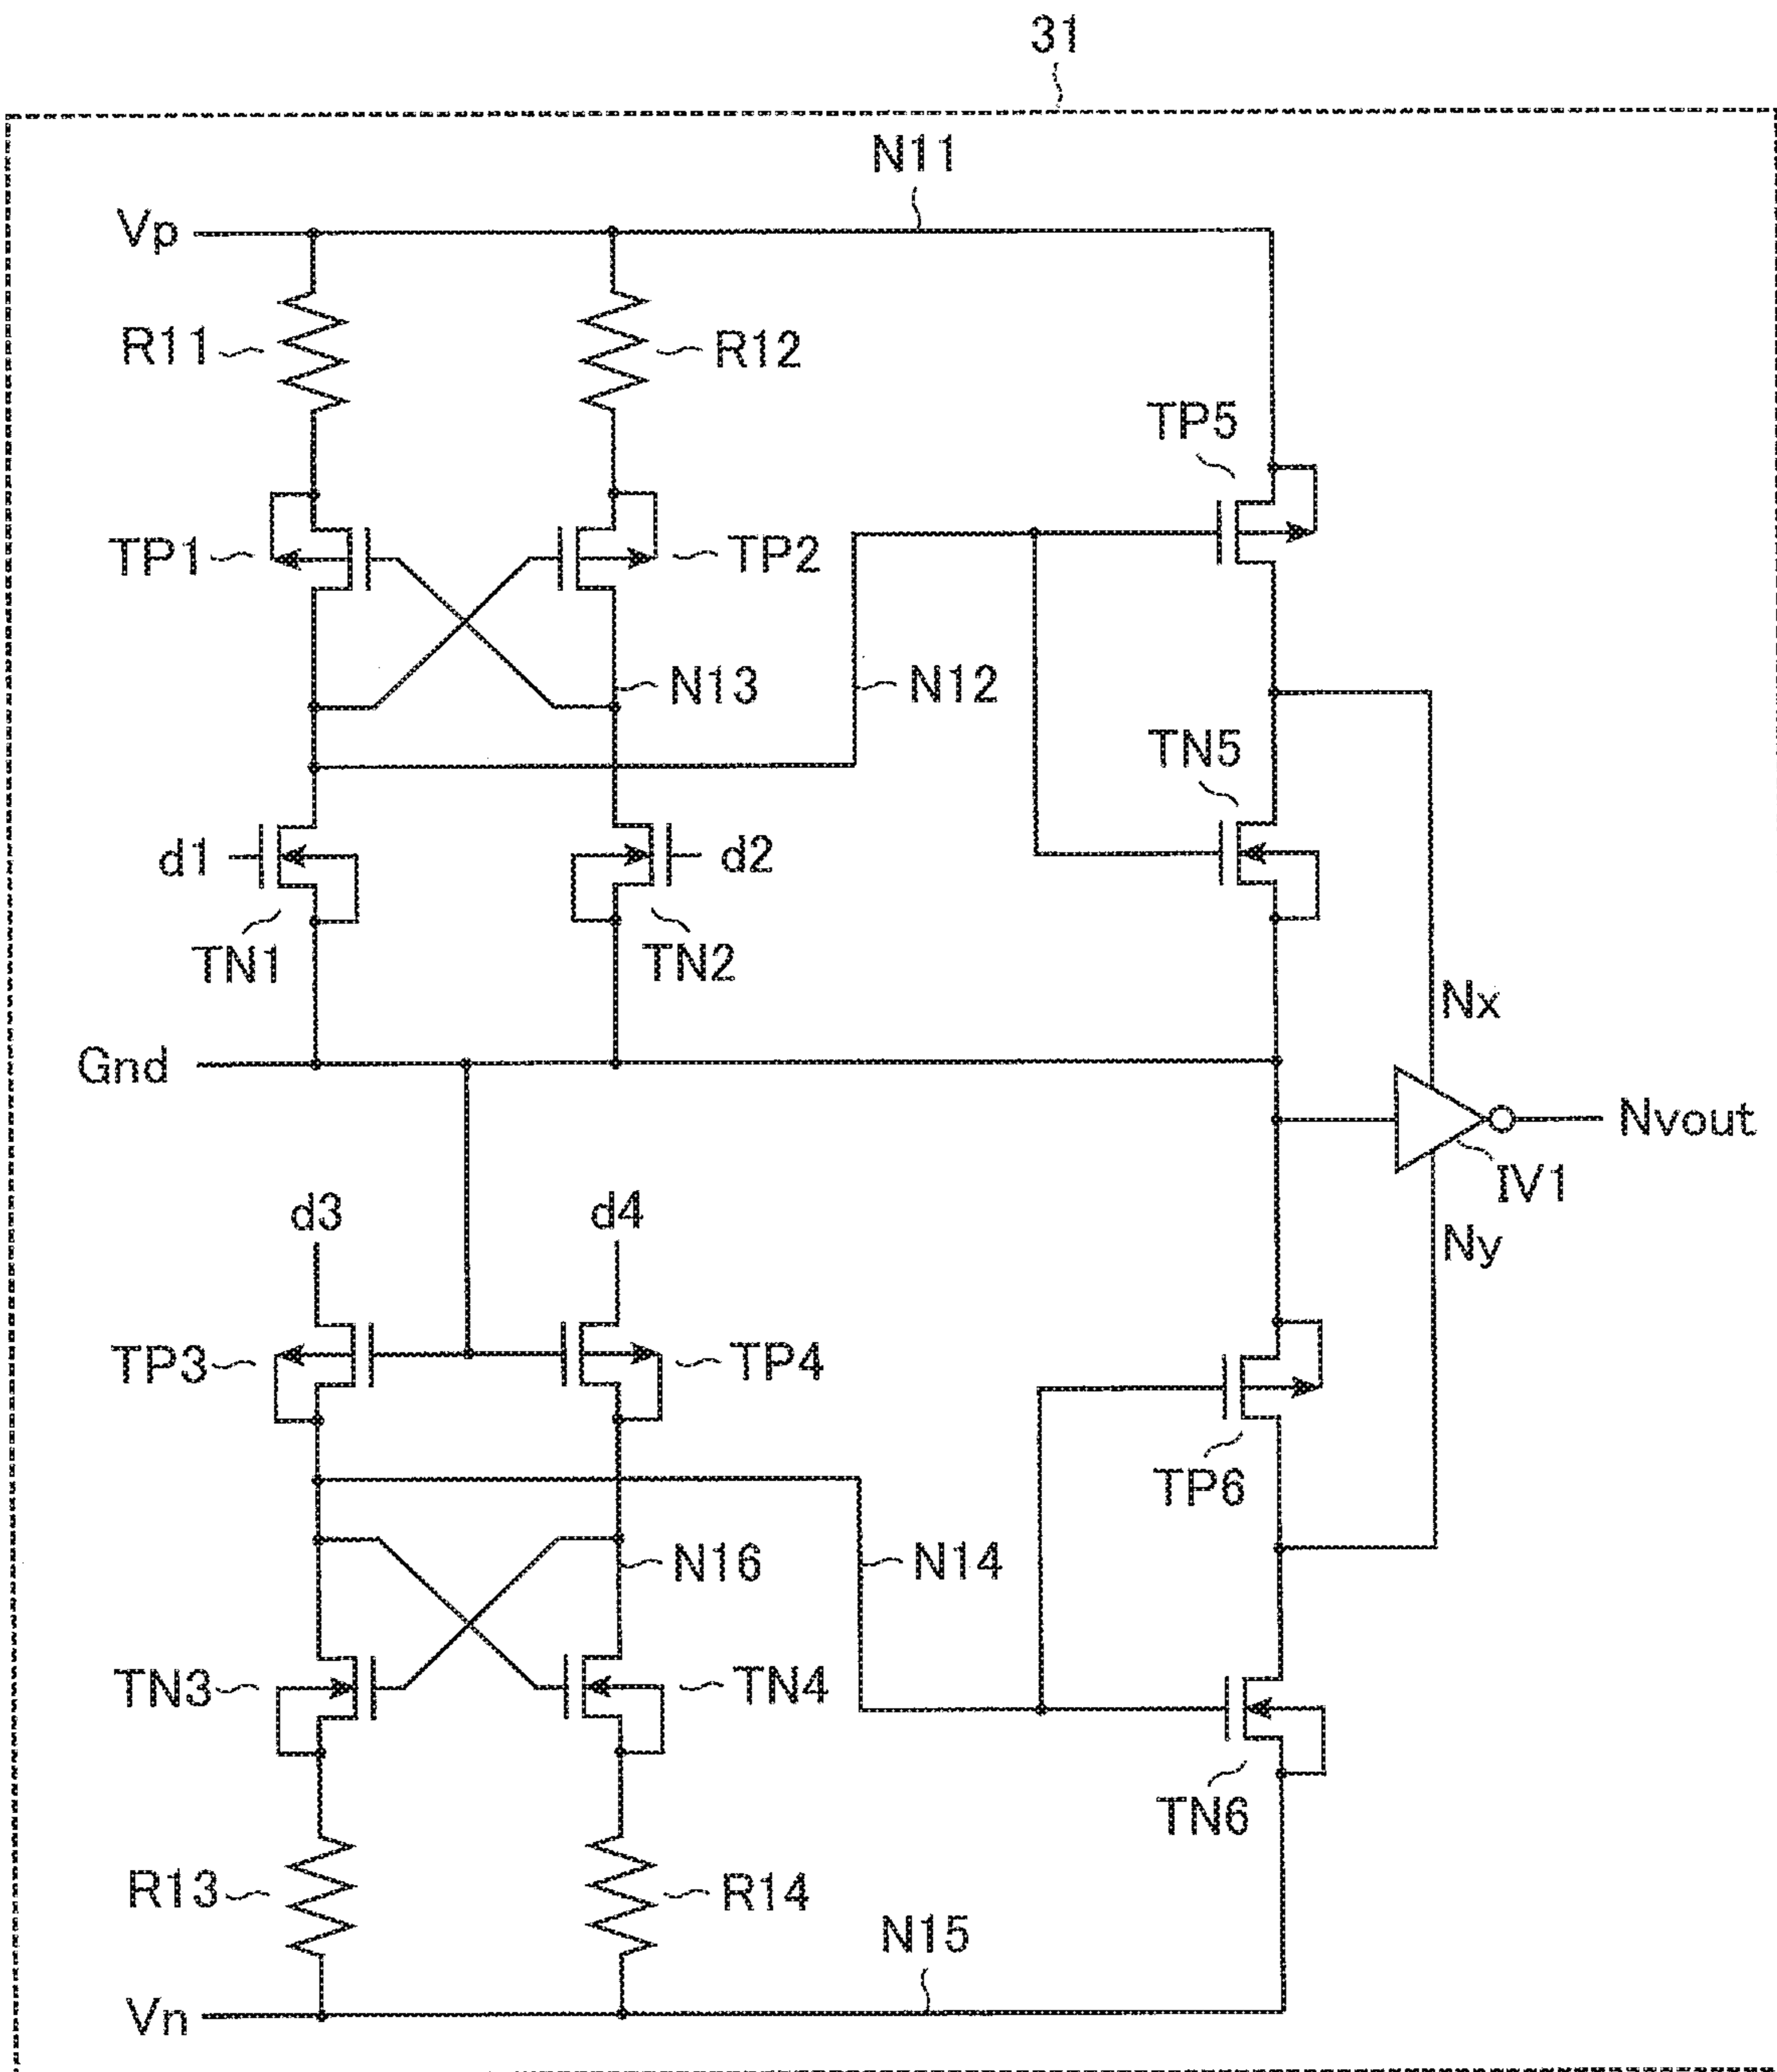 31
N11
Vp
R11
R12
TP5
TP1
TP2
N13
N12
TN5
d1
d2
TN1
TN2
Nx
Gnd
Nvout
IV1
d3
d4
Ny
TP3
TP4
TP6
N16
N14
TN3
TN4
TN6
R13
R14
N15
Vn